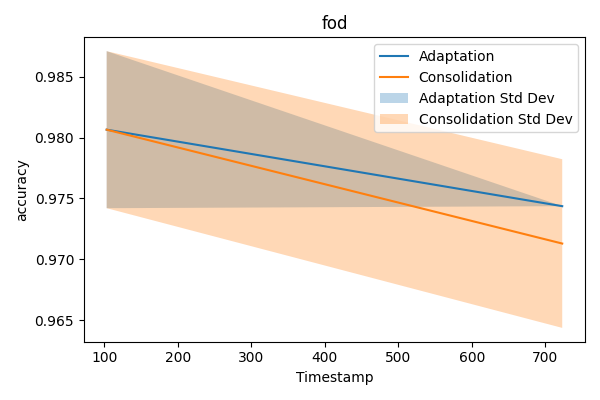 fod
Adaptation
Consolidation
Adaptation Std Dev
Consolidation Std Dev
0.985
0.980
0.975
0.970
0.965
accuracy
100 200 300 400 500 600 700
Timestamp